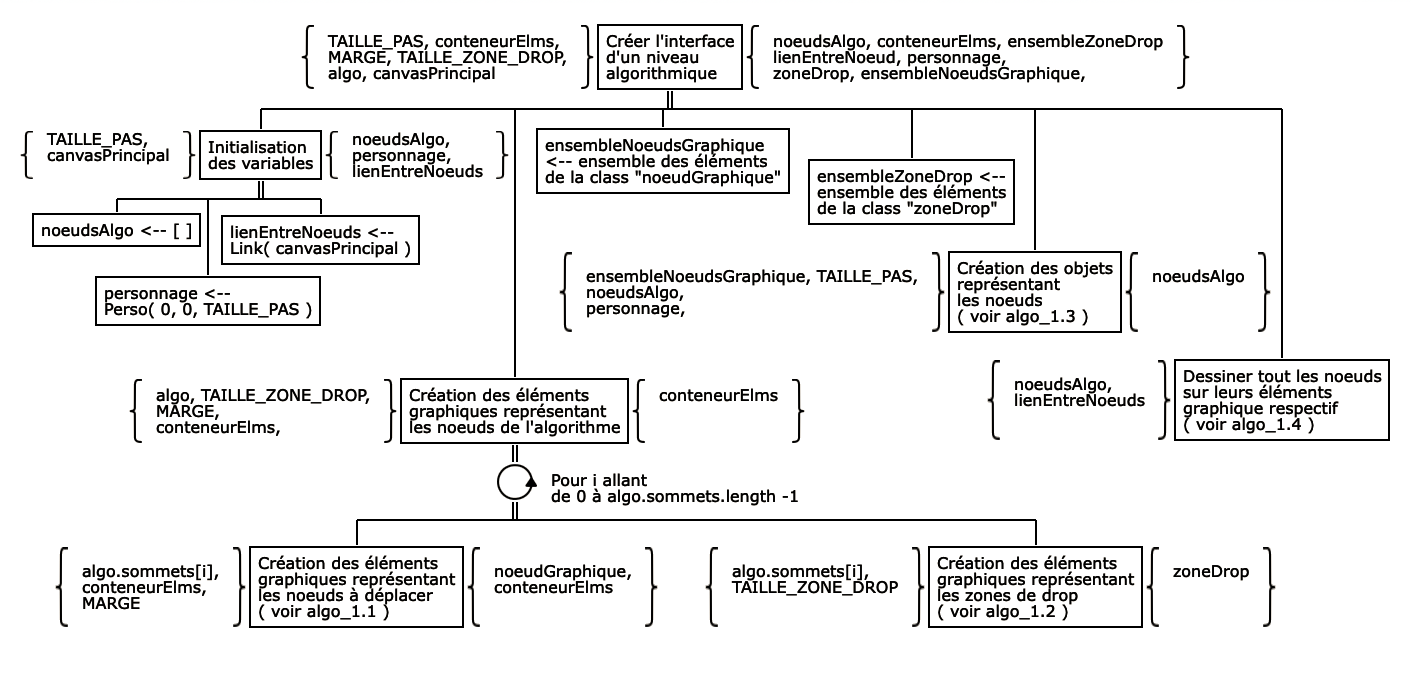 TAILLE_PAS, conteneurElms,
MARGE, TAILLE_ZONE_DROP,
algo, canvasPrincipal
Créer l'interface
d'un niveau
algorithmique
noeudsAlgo, conteneurElms, ensembleZoneDrop
lienEntreNoeud, personnage,
zoneDrop, ensembleNoeudsGraphique,
TAILLE_PAS,
canvasPrincipal
Initialisation
des variables
noeudsAlgo,
personnage,
lienEntreNoeuds
ensembleNoeudsGraphique
<-- ensemble des éléments
de la class "noeudGraphique"
ensembleZoneDrop <--
ensemble des éléments
de la class "zoneDrop"
noeudsAlgo <-- [ ]
lienEntreNoeuds <--
Link( canvasPrincipal )
personnage <--
Perso( 0, 0, TAILLE_PAS )
ensembleNoeudsGraphique, TAILLE_PAS,
noeudsAlgo,
personnage,
Création des objets
représentant
les noeuds
( voir algo_1.3 )
noeudsAlgo
algo, TAILLE_ZONE_DROP,
MARGE,
conteneurElms,
Création des éléments
graphiques représentant
les noeuds de l'algorithme
conteneurElms
noeudsAlgo,
lienEntreNoeuds
Dessiner tout les noeuds
sur leurs éléments
graphique respectif
( voir algo_1.4 )
Pour i allant
de 0 à algo.sommets.length -1
algo.sommets[i],
conteneurElms,
MARGE
Création des éléments
graphiques représentant
les noeuds à déplacer
( voir algo_1.1 )
noeudGraphique,
conteneurElms
algo.sommets[i],
TAILLE_ZONE_DROP
Création des éléments
graphiques représentant
les zones de drop
( voir algo_1.2 )
zoneDrop